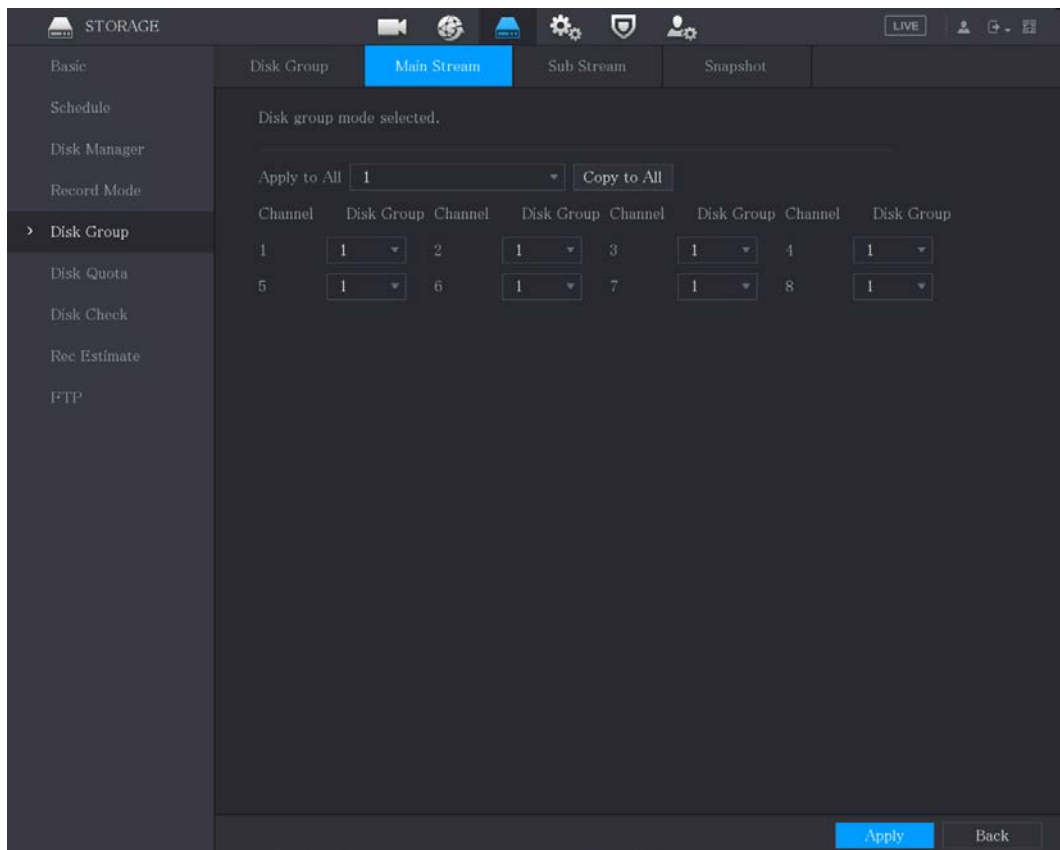 STORAGE LIVE
Basic
Schedule
Disk Manager
Record Mode
Disk Group
Disk Quota
Disk Check
Rec Estimate
FTP
Disk Group Main Stream Sub Stream Snapshot
Disk group mode selected.
Apply to All 1 Copy to All
Channel Disk Group Channel Disk Group Channel Disk Group Channel Disk Group
1 1 2 1 3 1 4 1
5 1 6 1 7 1 8 1
Apply Back